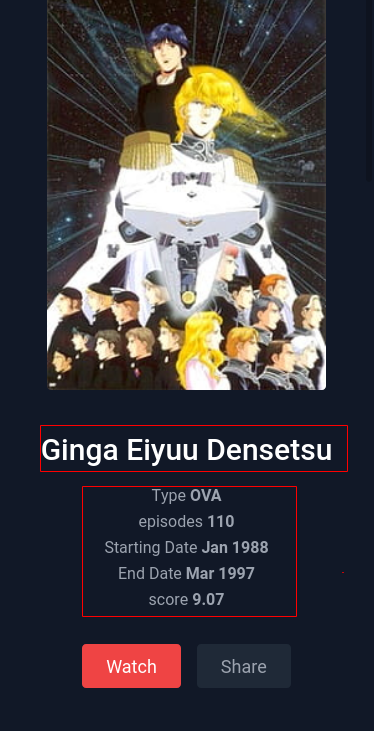 Ginga Eiyuu Densetsu
Type OVA
episodes 110
Starting Date Jan 1988
End Date Mar 1997
score 9.07
Watch
Share